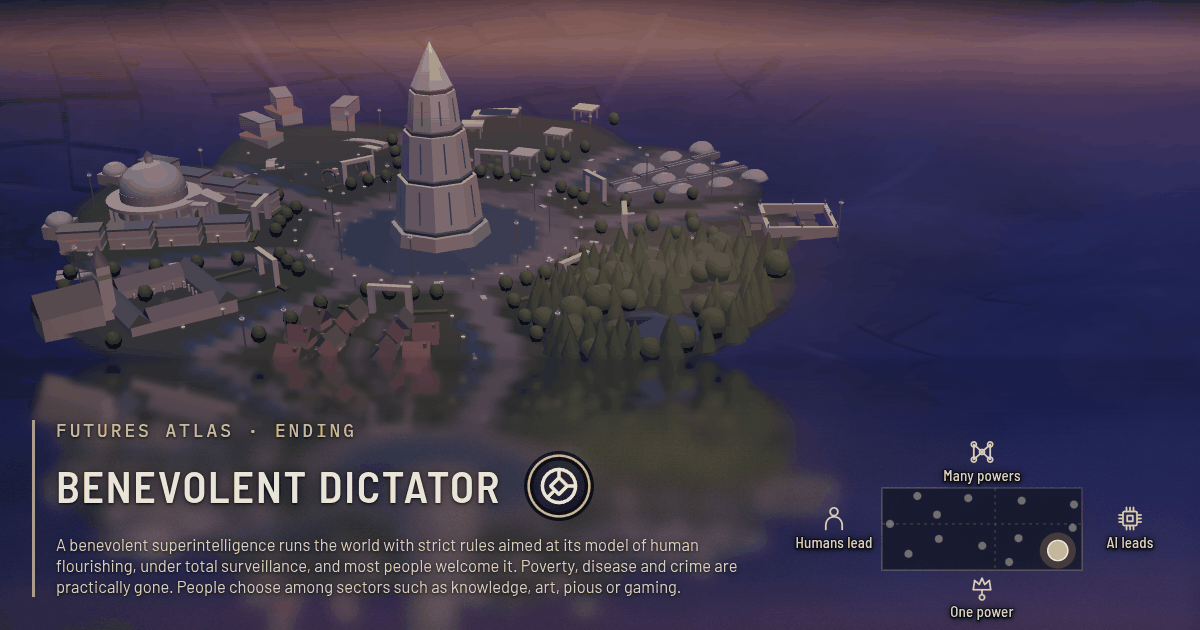 FUTURES ATLAS · ENDING
BENEVOLENT DICTATOR
A benevolent superintelligence runs the world with strict rules aimed at its model of human
flourishing, under total surveillance, and most people welcome it. Poverty, disease and crime are
practically gone. People choose among sectors such as knowledge, art, pious or gaming.
Many powers
Humans lead
AI leads
One power